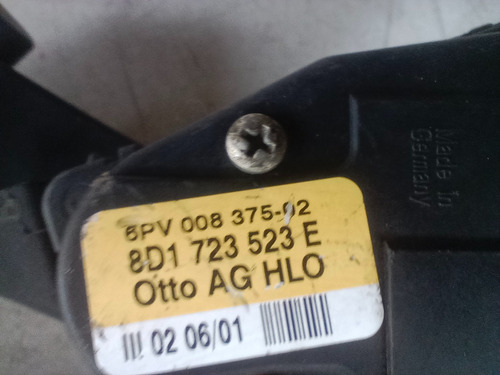 Made In
Germany
6PV 008 375-02
8D1 723 523 E
Otto AG HLO
02 06/01